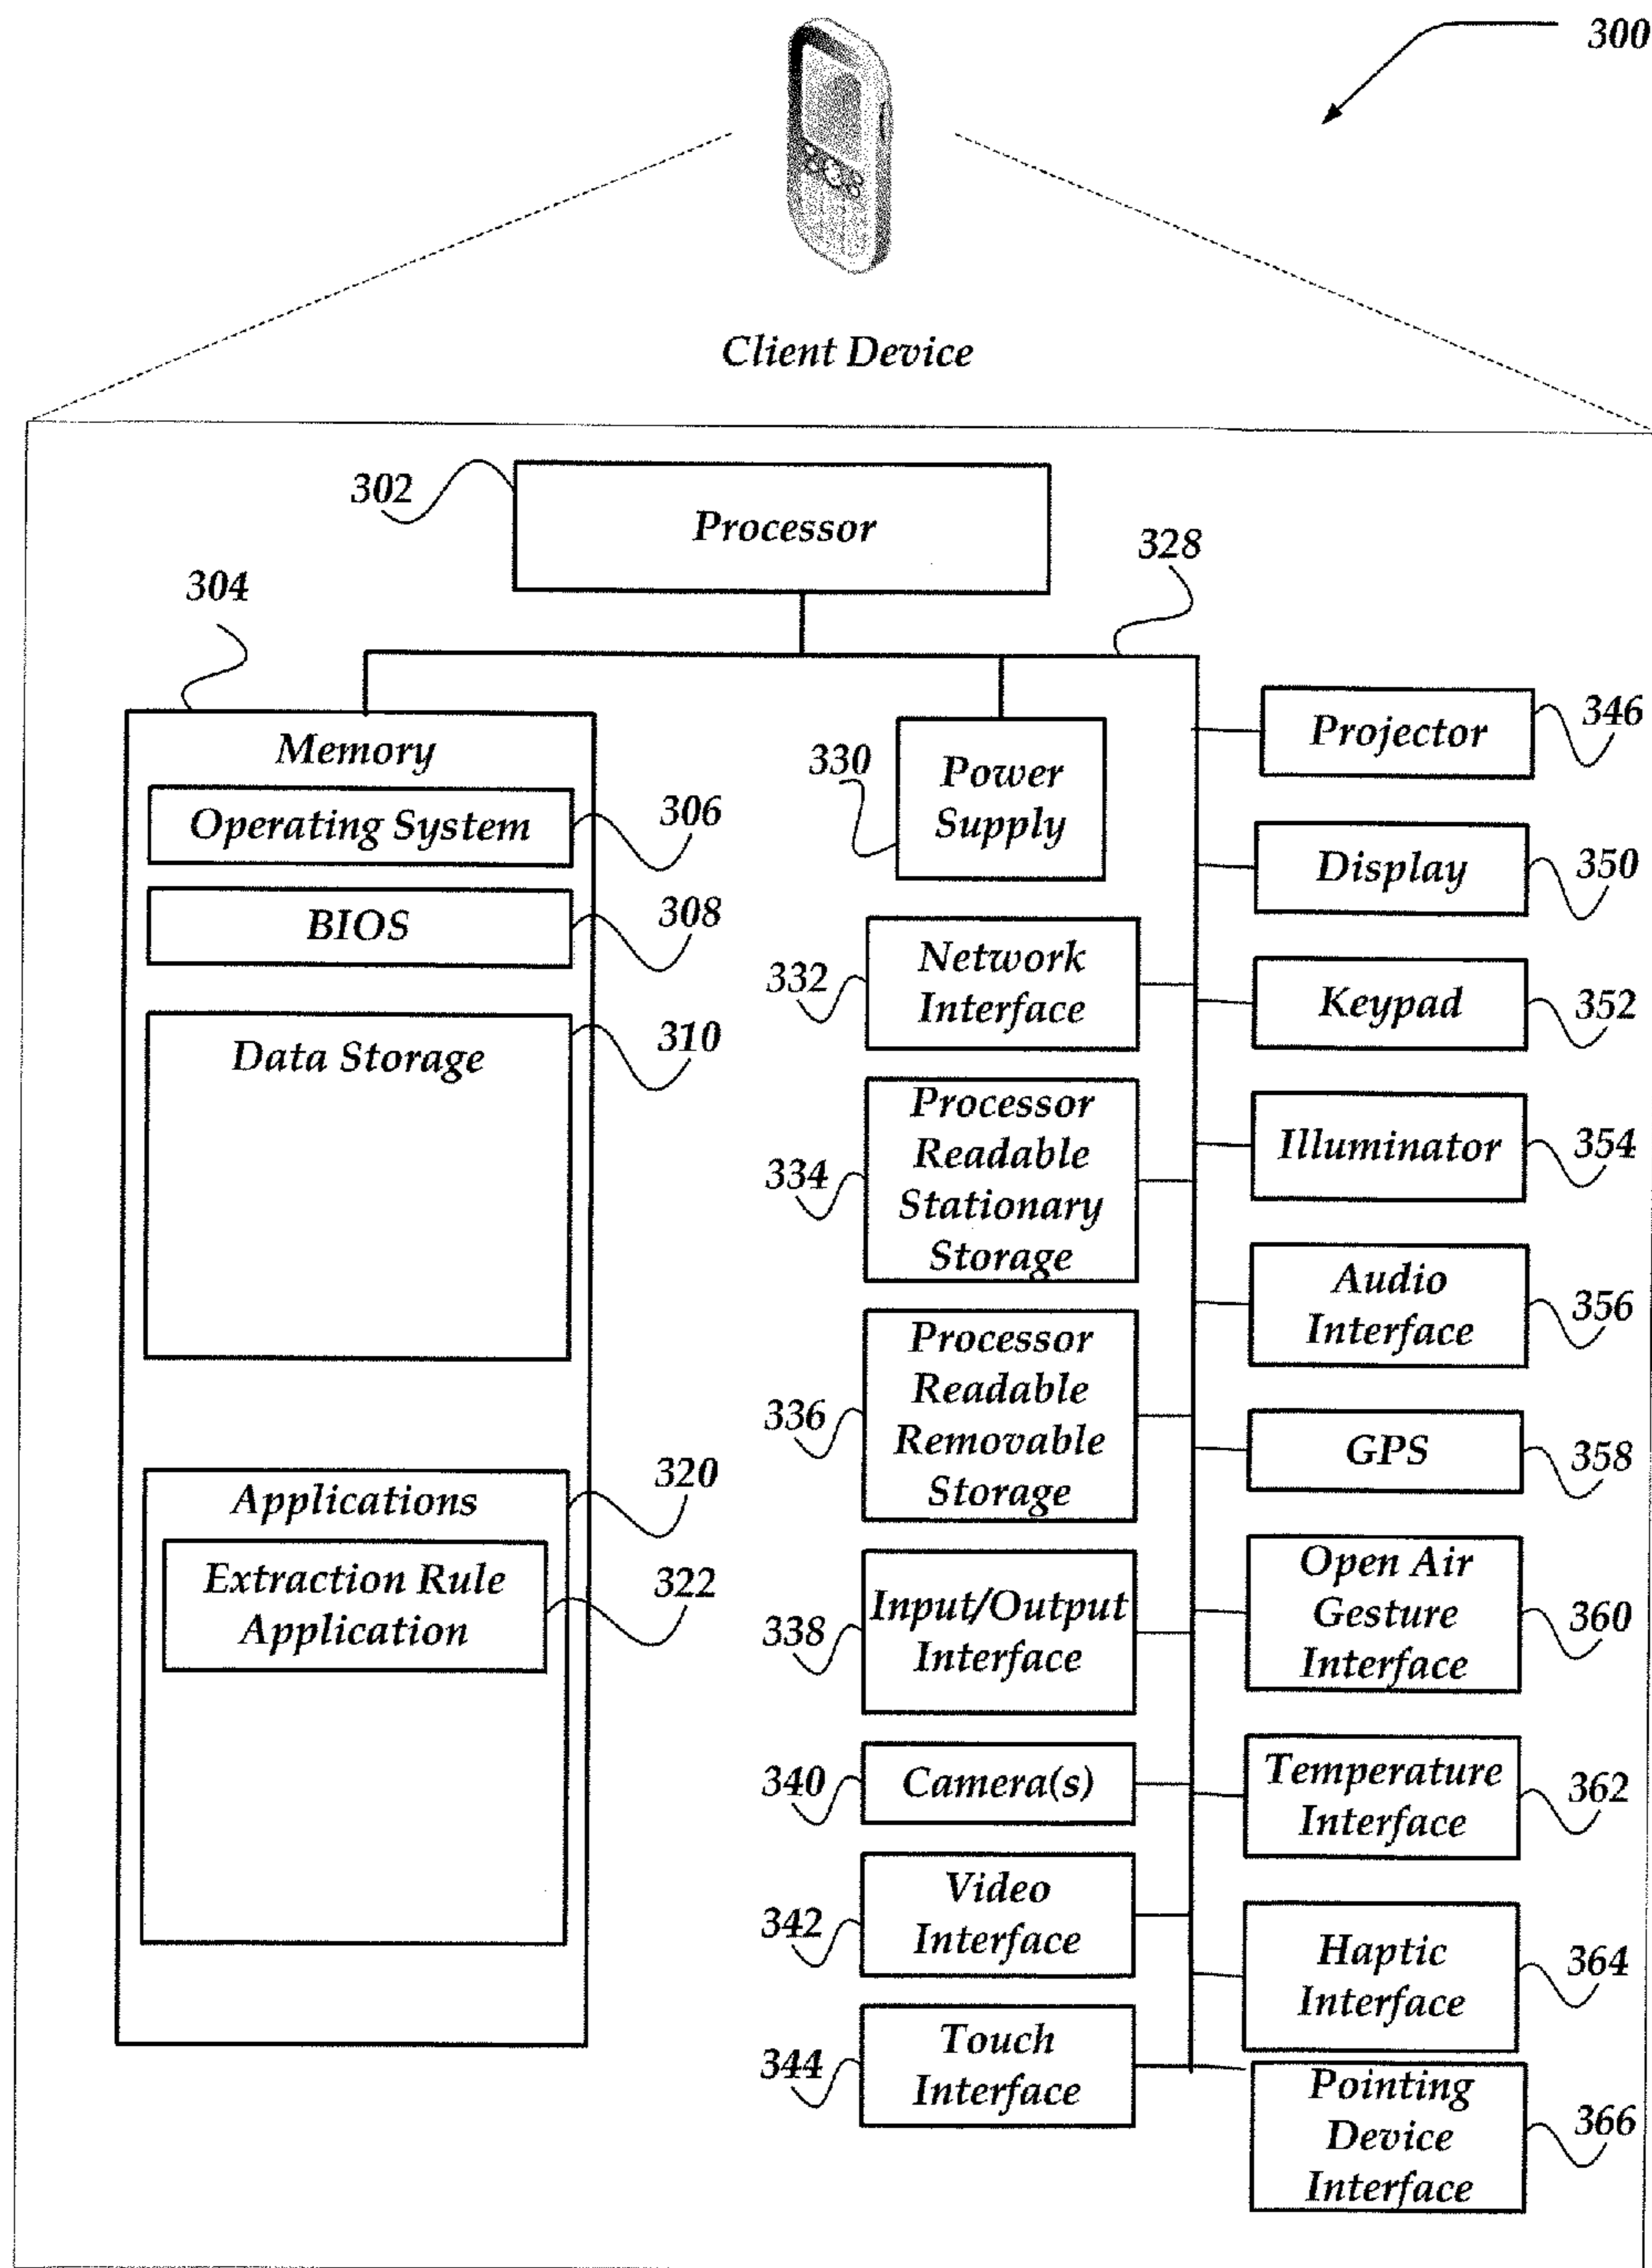 300
Client Device
302
Processor
328
304
Memory
Operating System
306
BIOS
308
Data Storage
310
Applications
320
Extraction Rule
Application
322
330
Power
Supply
332
Network
Interface
334
Processor
Readable
Stationary
Storage
336
Processor
Readable
Removable
Storage
338
Input/Output
Interface
340
Camera(s)
342
Video
Interface
344
Touch
Interface
Projector
346
Display
350
Keypad
352
Illuminator
354
Audio
Interface
356
GPS
358
Open Air
Gesture
Interface
360
Temperature
Interface
362
Haptic
Interface
364
Pointing
Device
Interface
366